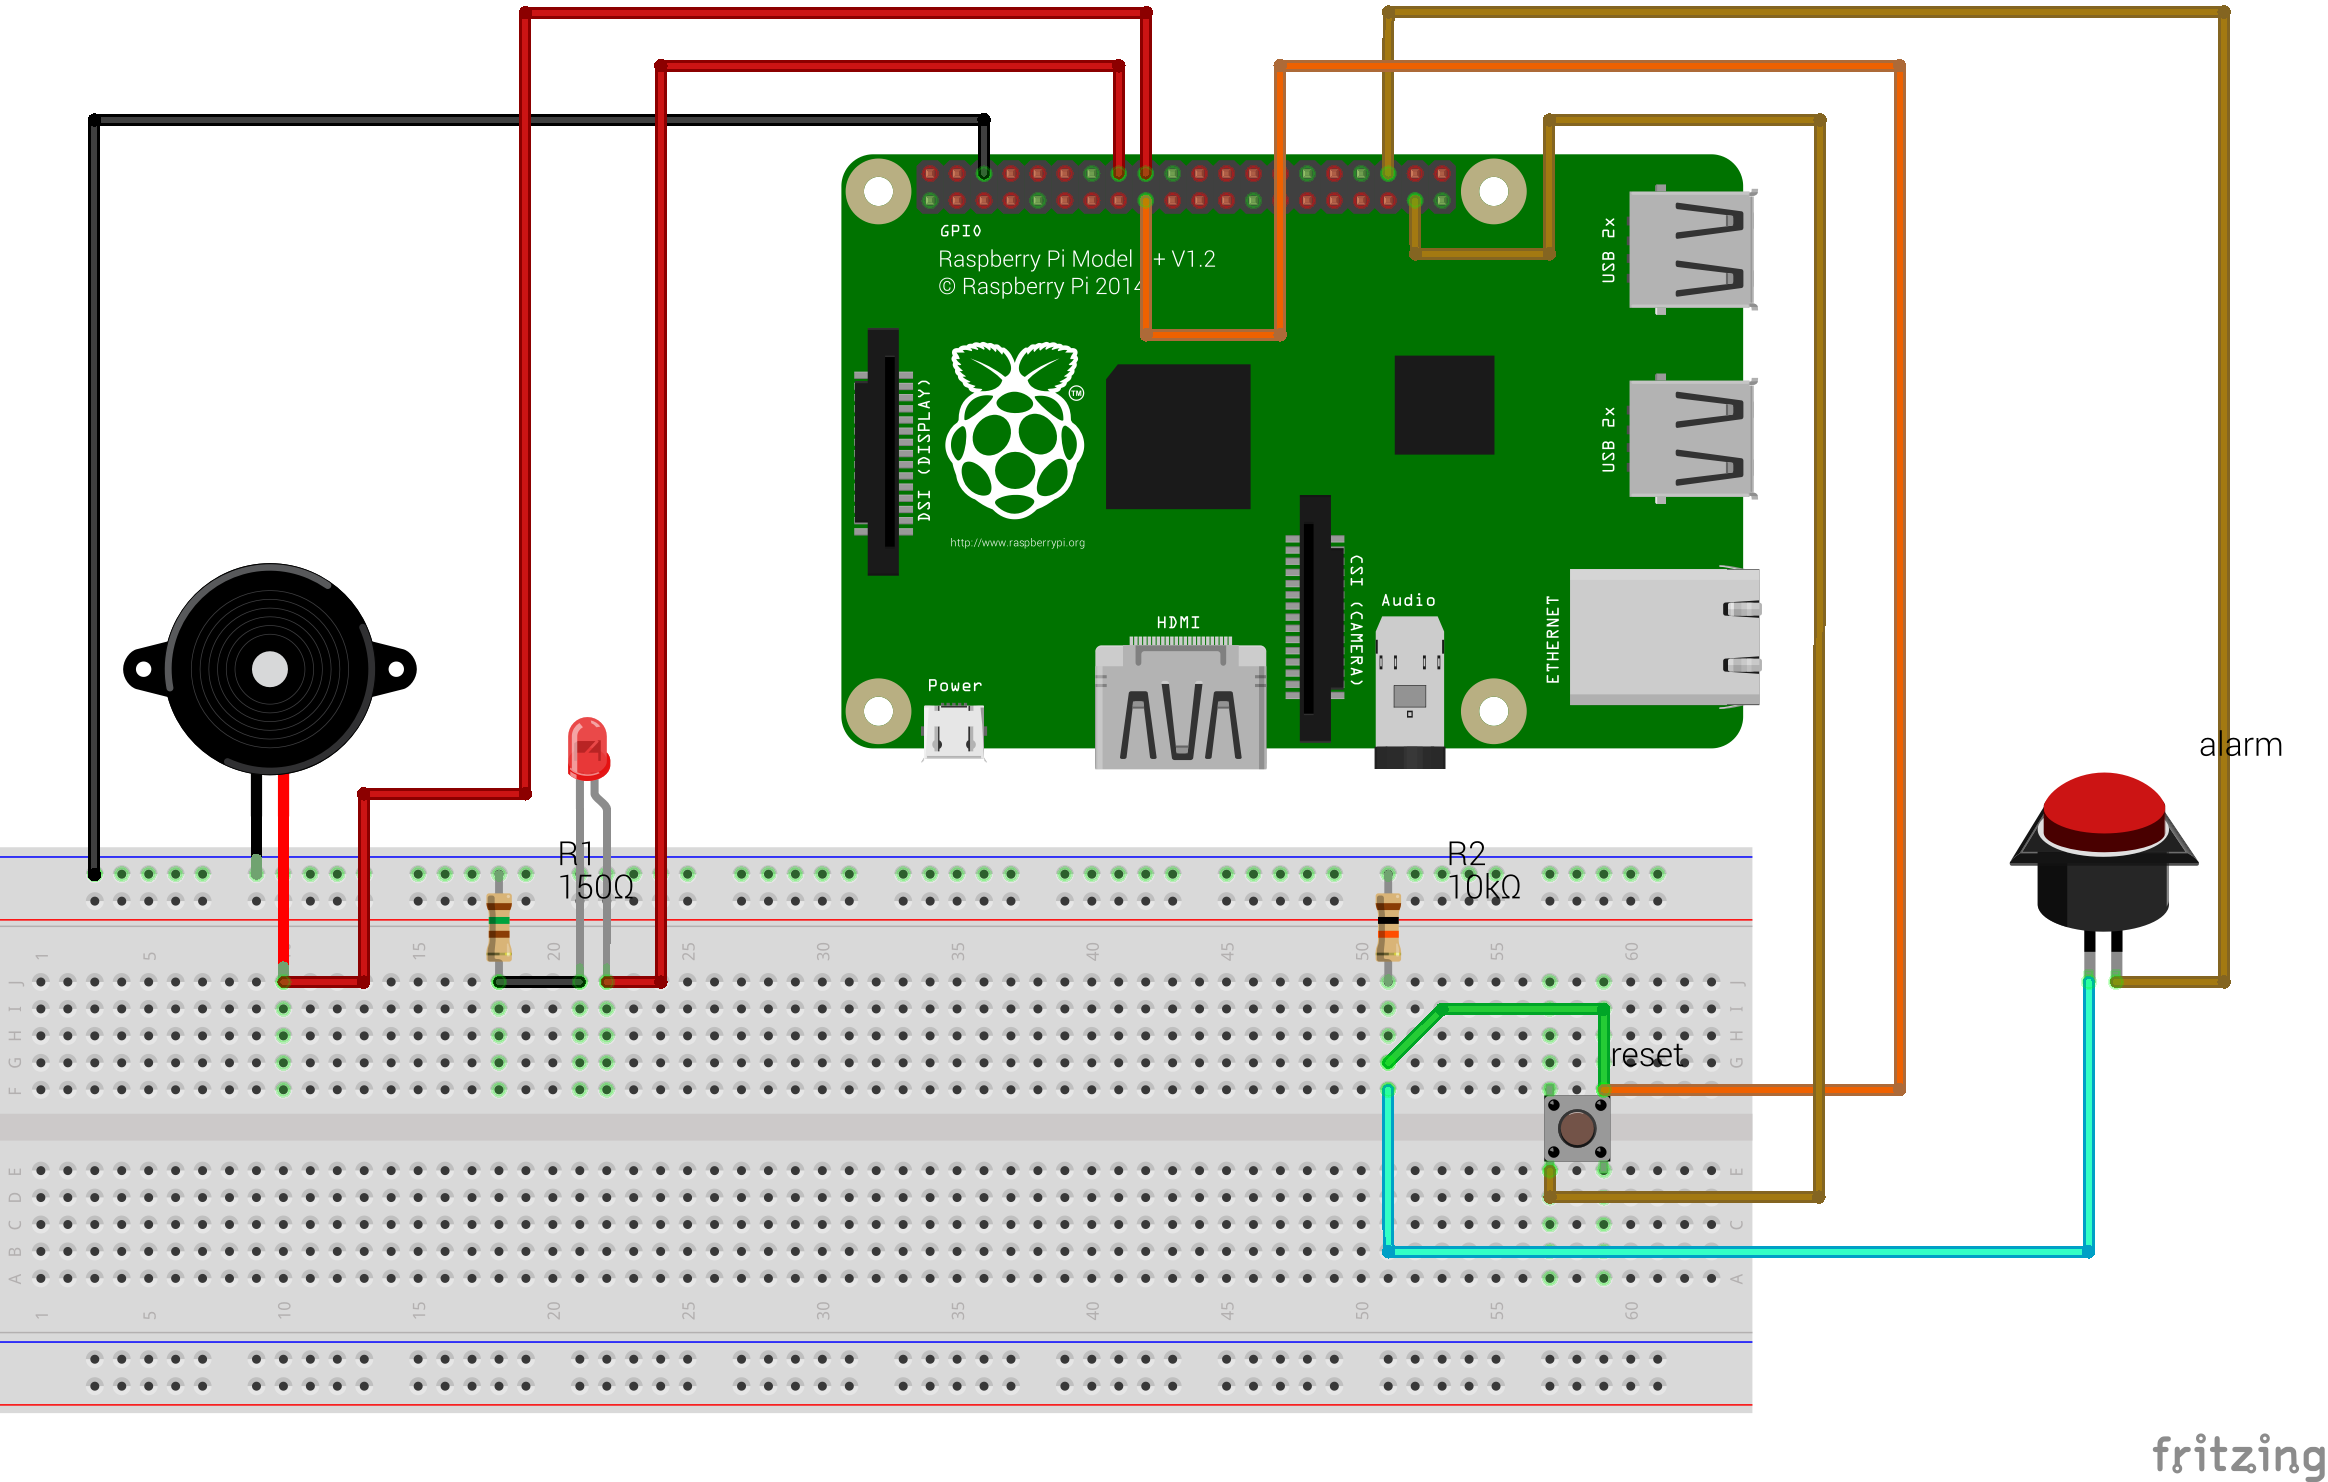 GPIO
Raspberry Pi Model + V1.2
© Raspberry Pi 2014
USB 2x
DSI (DISPLAY)
TM
USB 2x
http://www.raspberrypi.org
CSI (CAMERA)
Audio
ETHERNET
HDMI
Power
alarm
R1
150Ω
R2
10kΩ
1 5 15 20 25 30 35 40 45 50 55 60
J J
I I
H H
reset
G G
F
E E
D
C C
B
A A
1 5 10 15 20 25 30 35 40 45 50 55 60
fritzing